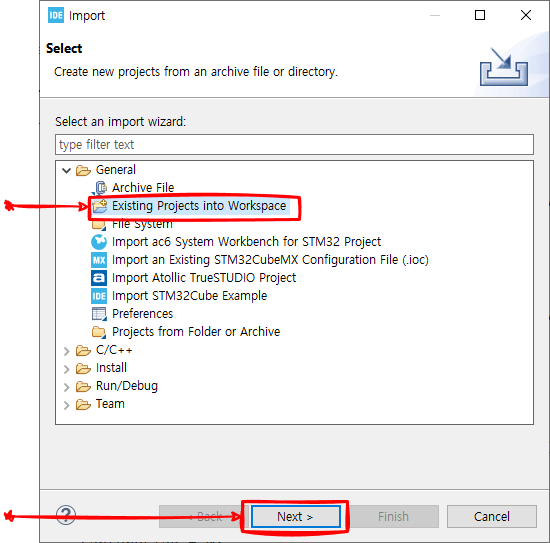 IDE Import
Select
Create new projects from an archive file or directory.
Select an import wizard:
type filter text
General
Archive File
Existing Projects into Workspace
File System
Import ac6 System Workbench for STM32 Project
MX Import an Existing STM32CubeMX Configuration File (.ioc)
a Import Atollic TrueSTUDIO Project
IDE Import STM32Cube Example
Preferences
Projects from Folder or Archive
C/C++
Install
Run/Debug
Team
? < Back Next > Finish Cancel